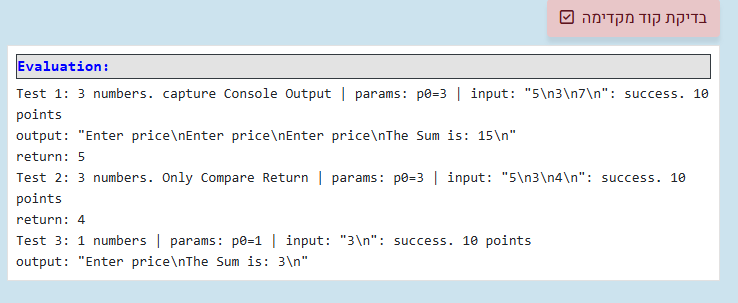 בדיקת קוד מקדימה
Evaluation:
Test 1: 3 numbers. capture Console Output | params: p0=3 | input: "5\n3\n7\n": success. 10
points
output: "Enter price\nEnter price\nEnter price\nThe Sum is: 15\n"
return: 5
Test 2: 3 numbers. Only Compare Return | params: p0=3 | input: "5\n3\n4\n": success. 10
points
return: 4
Test 3: 1 numbers | params: p0=1 | input: "3\n": success. 10 points
output: "Enter price\nThe Sum is: 3\n"